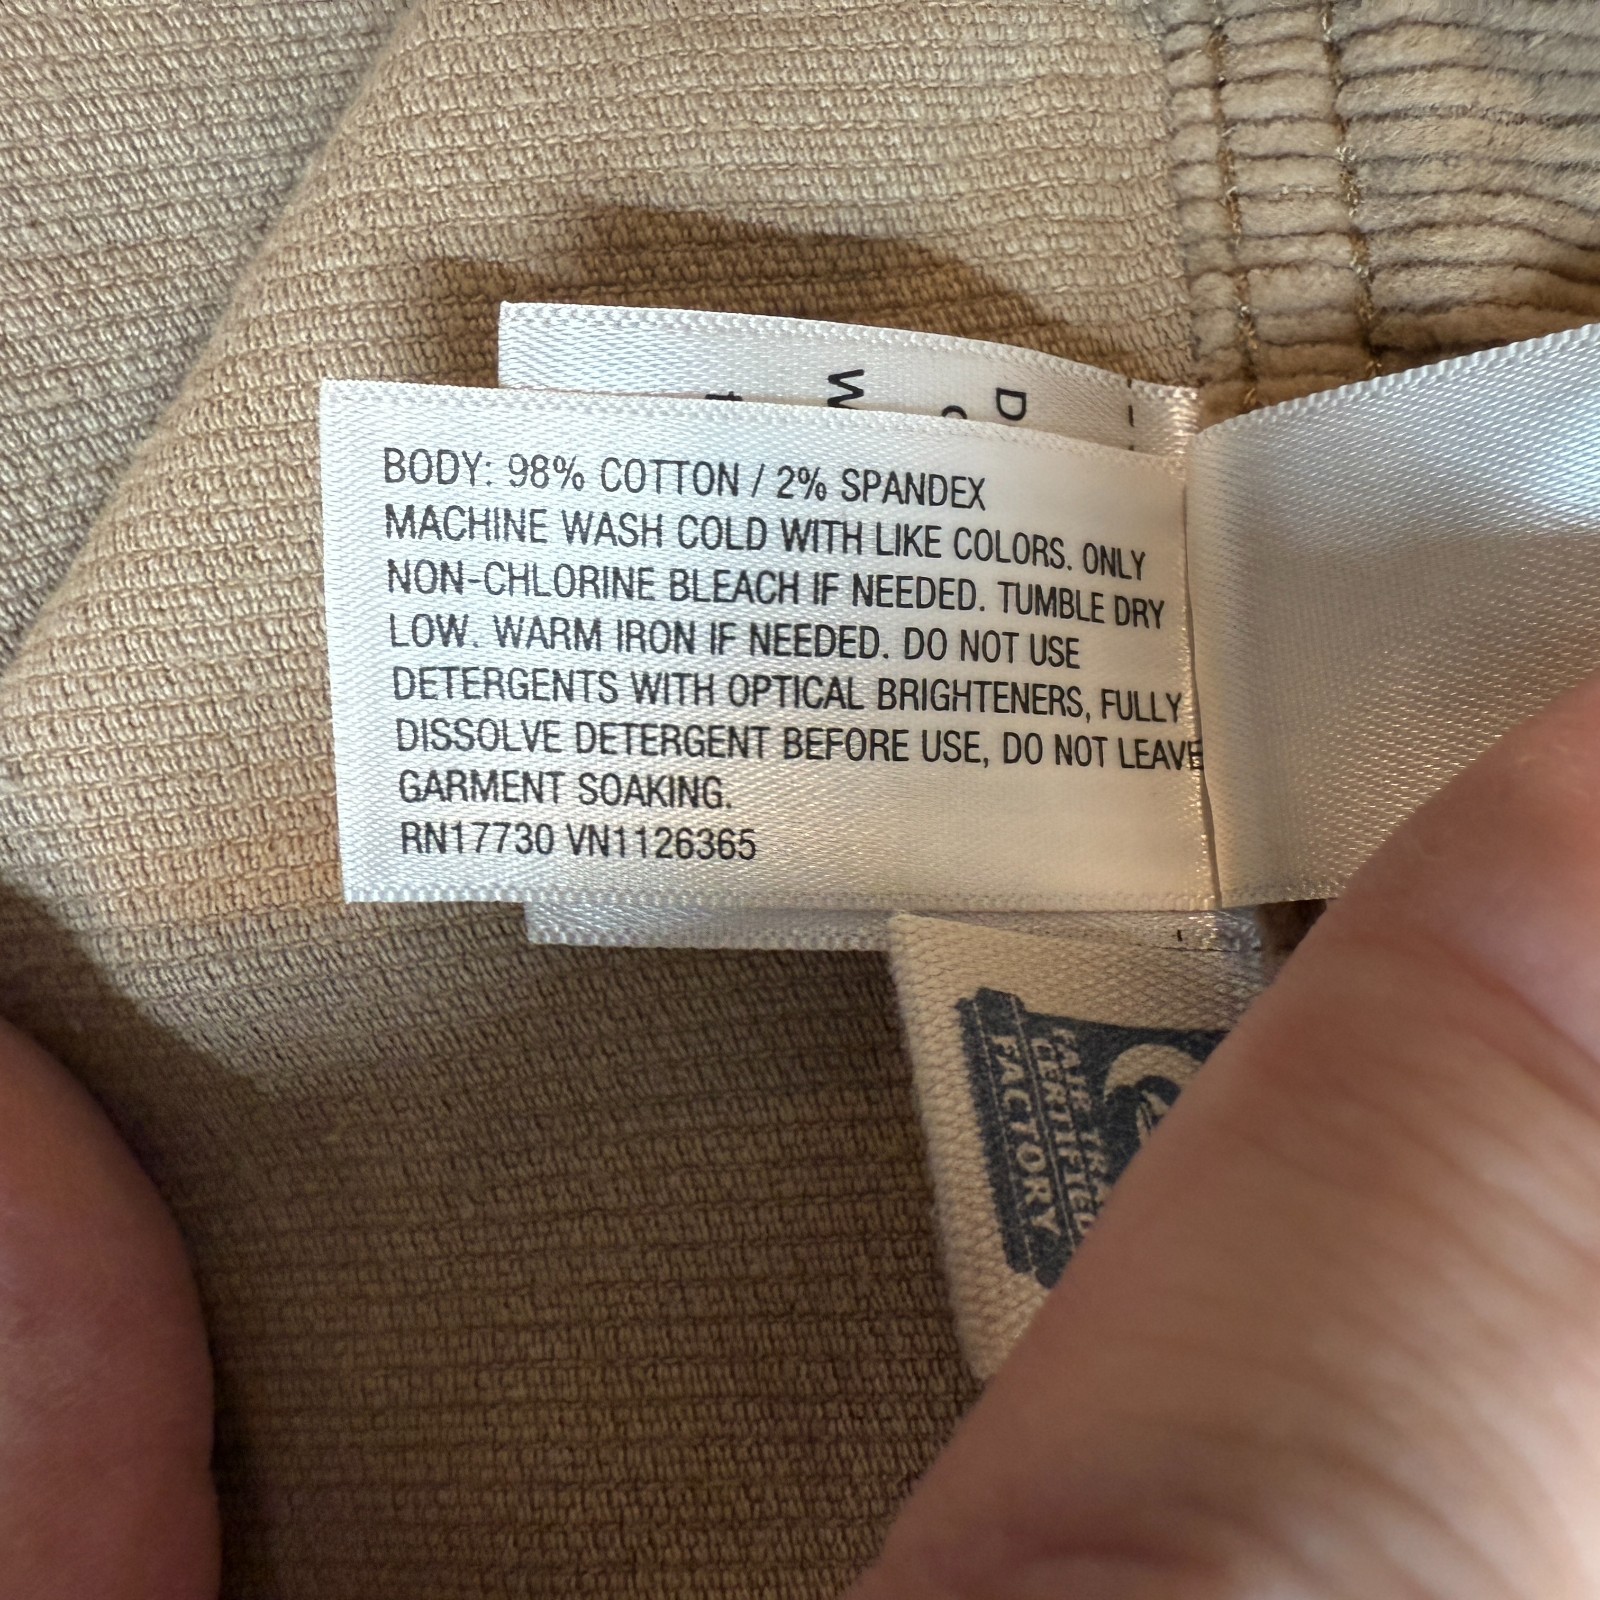 BODY: 98% COTTON / 2% SPANDEX
MACHINE WASH COLD WITH LIKE COLORS. ONLY
NON-CHLORINE BLEACH IF NEEDED. TUMBLE DRY
LOW. WARM IRON IF NEEDED. DO NOT USE
DETERGENTS WITH OPTICAL BRIGHTENERS, FULLY
DISSOLVE DETERGENT BEFORE USE, DO NOT LEAVE
GARMENT SOAKING.
RN17730 VN1126365
CERTIFIED
FACTORY